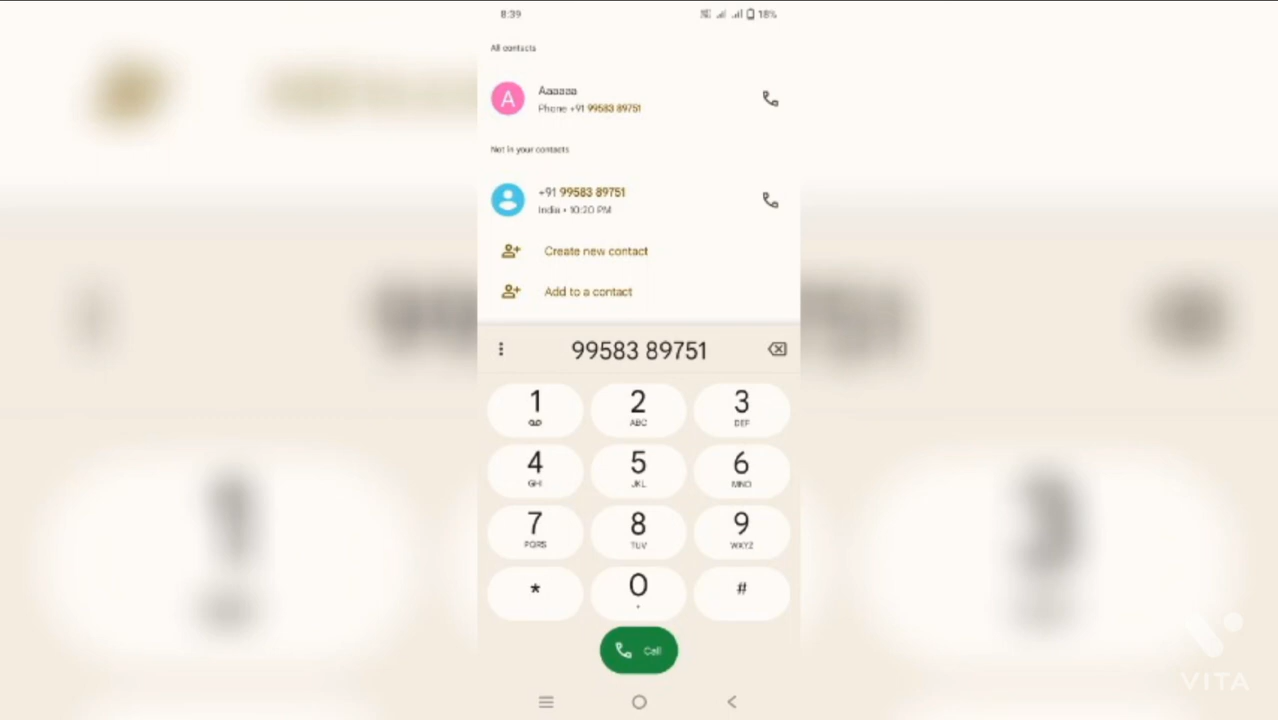 8:39
18%
All contacts
A
Aaaaaa
Phone +91 99583 89751
Not in your contacts
+91 99583 89751
India • 10:20 PM
Create new contact
Add to a contact
99583 89751
1
2
ABC
3
DEF
4
GHI
5
JKL
6
MNO
7
PQRS
8
TUV
9
WXYZ
*
0
#
Call
VITA